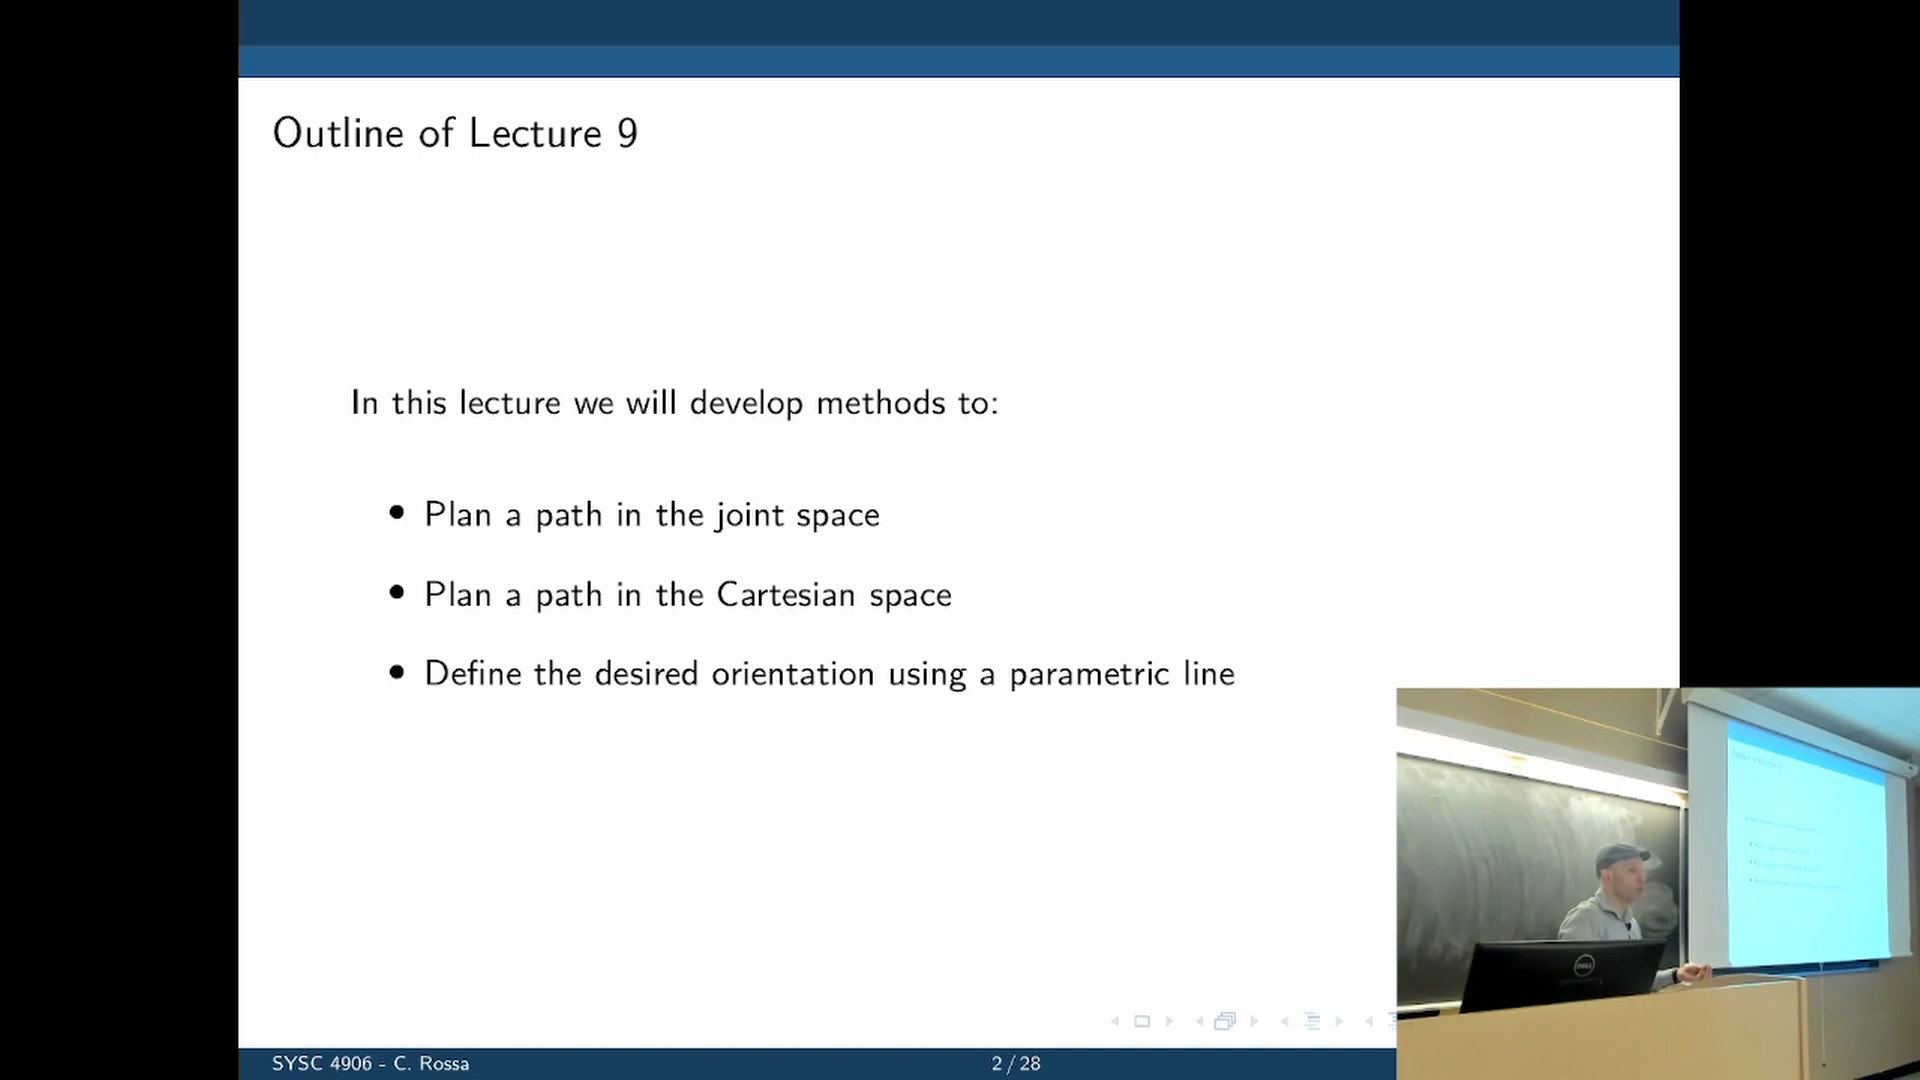 Outline of Lecture 9
In this lecture we will develop methods to:
• Plan a path in the joint space
• Plan a path in the Cartesian space
• Define the desired orientation using a parametric line
SYSC 4906 - C. Rossa
2 / 28
DELL